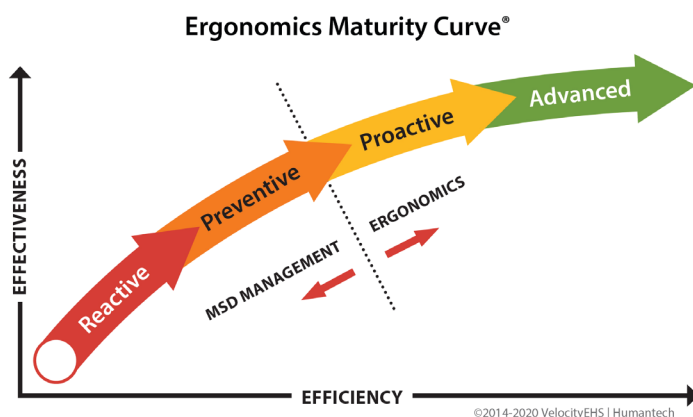 Ergonomics Maturity Curve®
EFFECTIVENESS
Reactive
Preventive
Proactive
Advanced
MSD MANAGEMENT
ERGONOMICS
EFFICIENCY
©2014-2020 VelocityEHS | Humantech